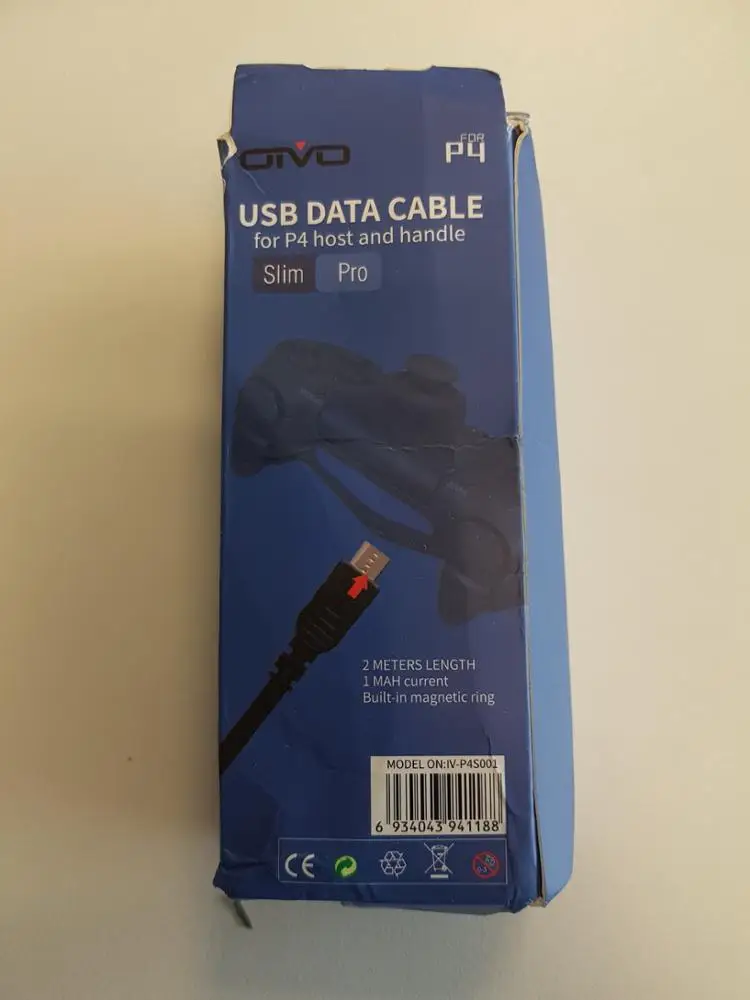 OIVO
FOR
P4
USB DATA CABLE
for P4 host and handle
Slim Pro
2 METERS LENGTH
1 MAH current
Built-in magnetic ring
MODEL ON:IV-P4S001
6 934043 941188
CE